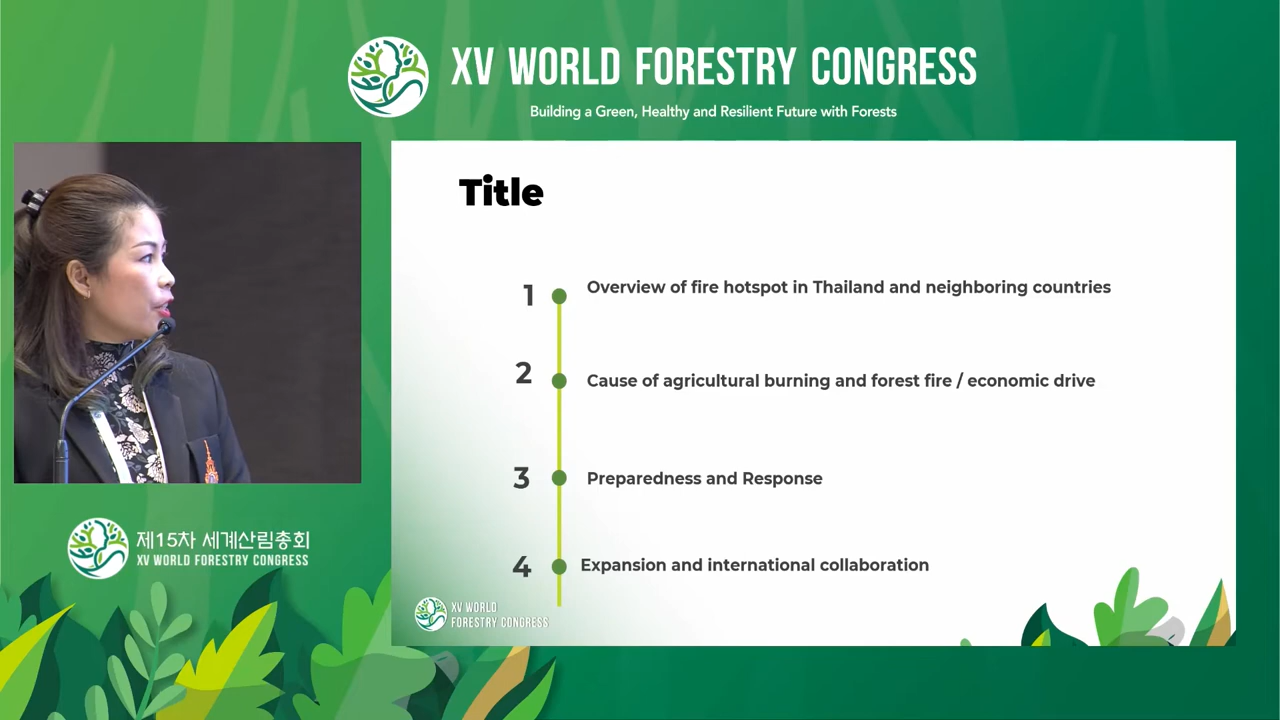 XV WORLD FORESTRY CONGRESS
Building a Green, Healthy and Resilient Future with Forests
Title
1 Overview of fire hotspot in Thailand and neighboring countries
2 Cause of agricultural burning and forest fire / economic drive
3 Preparedness and Response
4 Expansion and international collaboration
XV WORLD
FORESTRY CONGRESS
제15차 세계산림총회
XV WORLD FORESTRY CONGRESS